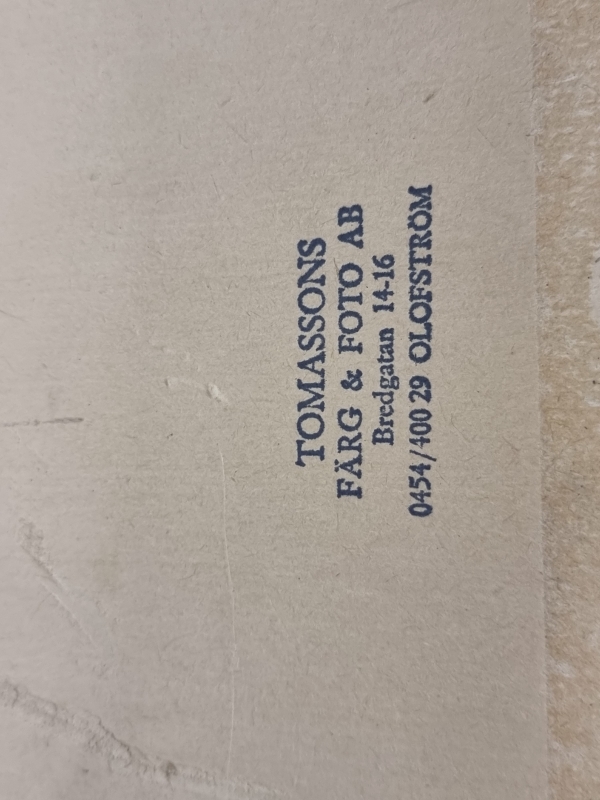 TOMASSONS
FÄRG & FOTO AB
Bredgatan 14-16
0454/400 29 OLOFSTRÖM